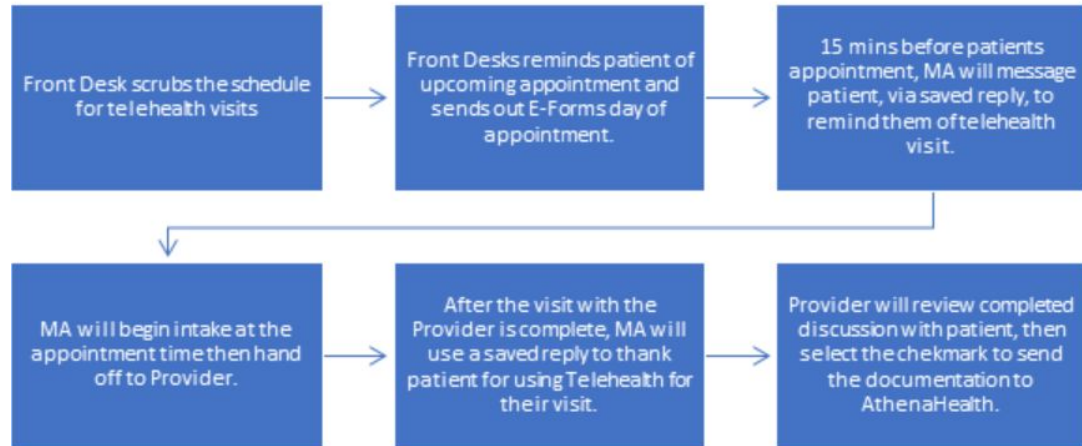 Front Desk scrubs the schedule
for telehealth visits
Front Desks reminds patient of
upcoming appointment and
sends out E-Forms day of
appointment.
15 mins before patients
appointment, MA will message
patient, via saved reply, to
remind them of telehealth
visit.
MA will begin intake at the
appointment time then hand
off to Provider.
After the visit with the
Provider is complete, MA will
use a saved reply to thank
patient for using Telehealth for
their visit.
Provider will review completed
discussion with patient, then
select the chekmark to send
the documentation to
AthenaHealth.